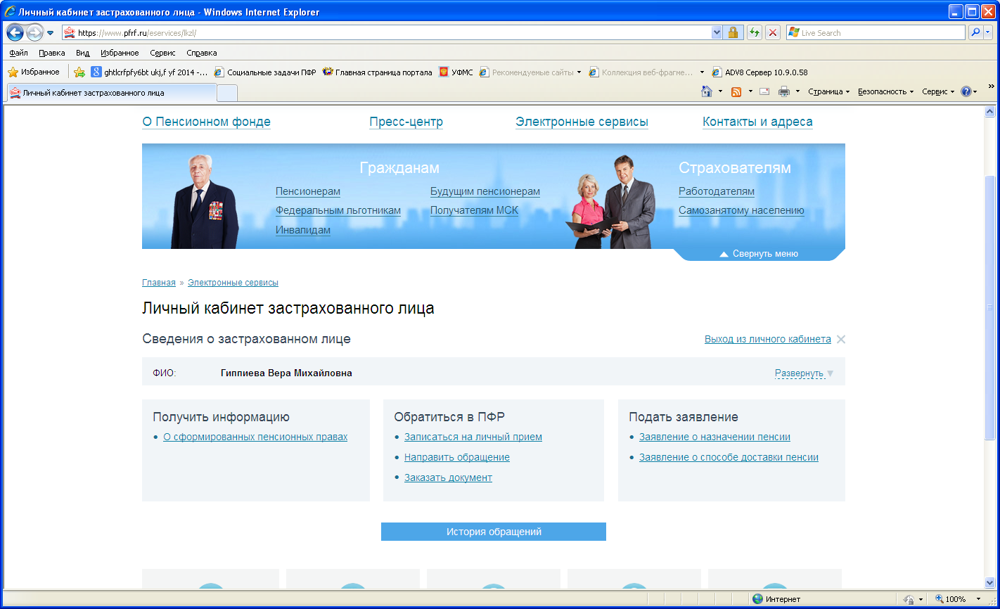 Личный кабинет застрахованного лица - Windows Internet Explorer
https://www.pfrf.ru/eservices/lkzl/
Live Search
Файл Правка Вид Избранное Сервис Справка
Избранное ghtlcrfpfy6bt ukj,f yf 2014 -... Социальные задачи ПФР Главная страница портала УФМС Рекомендуемые сайты Коллекция веб-фрагме... ADV8 Сервер 10.9.0.58
Личный кабинет застрахованного лица
Страница Безопасность Сервис
О Пенсионном фонде Пресс-центр Электронные сервисы Контакты и адреса
Гражданам Страхователям
Пенсионерам Будущим пенсионерам Работодателям
Федеральным льготникам Получателям МСК Самозанятому населению
Инвалидам
Свернуть меню
Главная » Электронные сервисы
Личный кабинет застрахованного лица
Сведения о застрахованном лице Выход из личного кабинета
ФИО: Гиппиева Вера Михайловна Развернуть
Получить информацию
О сформированных пенсионных правах
Обратиться в ПФР
Записаться на личный прием
Направить обращение
Заказать документ
Подать заявление
Заявление о назначении пенсии
Заявление о способе доставки пенсии
История обращений
Интернет 100%